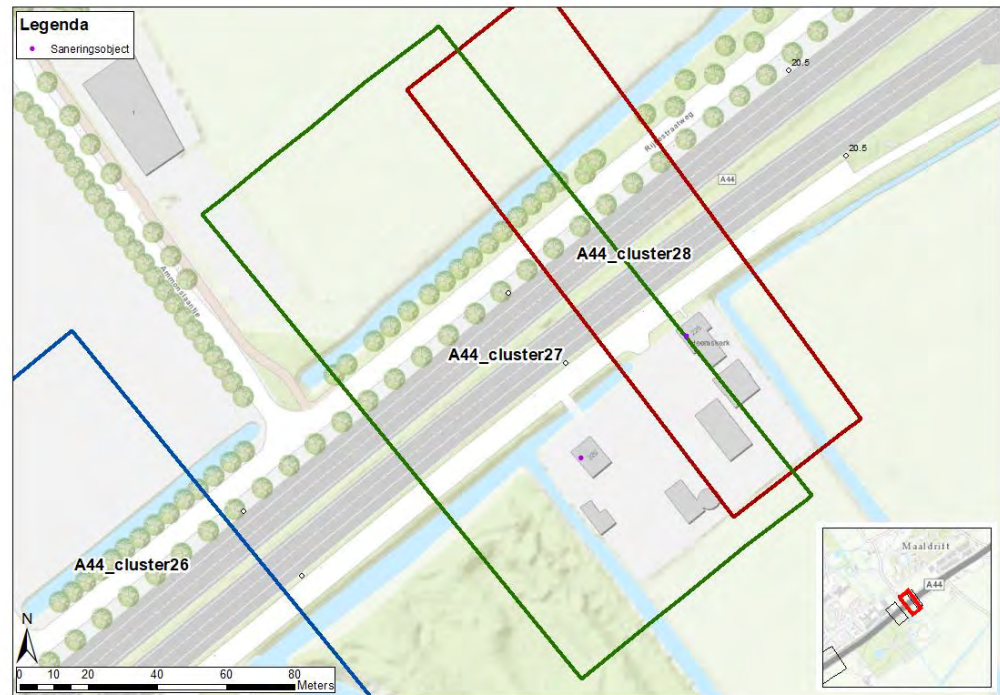 Legenda
Saneringsobject
20.5
Rijksstraatweg
20.5
A44
Ammonslaantje
A44_cluster28
Heemskerk
A44_cluster27
A44_cluster26
N
0 10 20 40 60 80
Meters
Maaldrift
A44